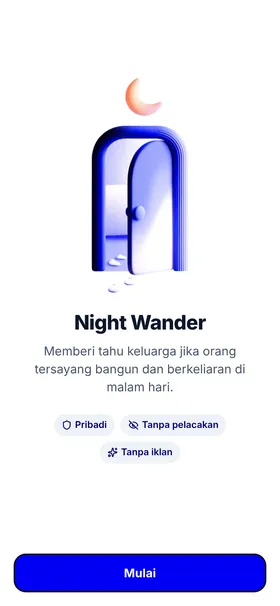 Night Wander
Memberi tahu keluarga jika orang
tersayang bangun dan berkeliaran di
malam hari.
Pribadi
Tanpa pelacakan
Tanpa iklan
Mulai